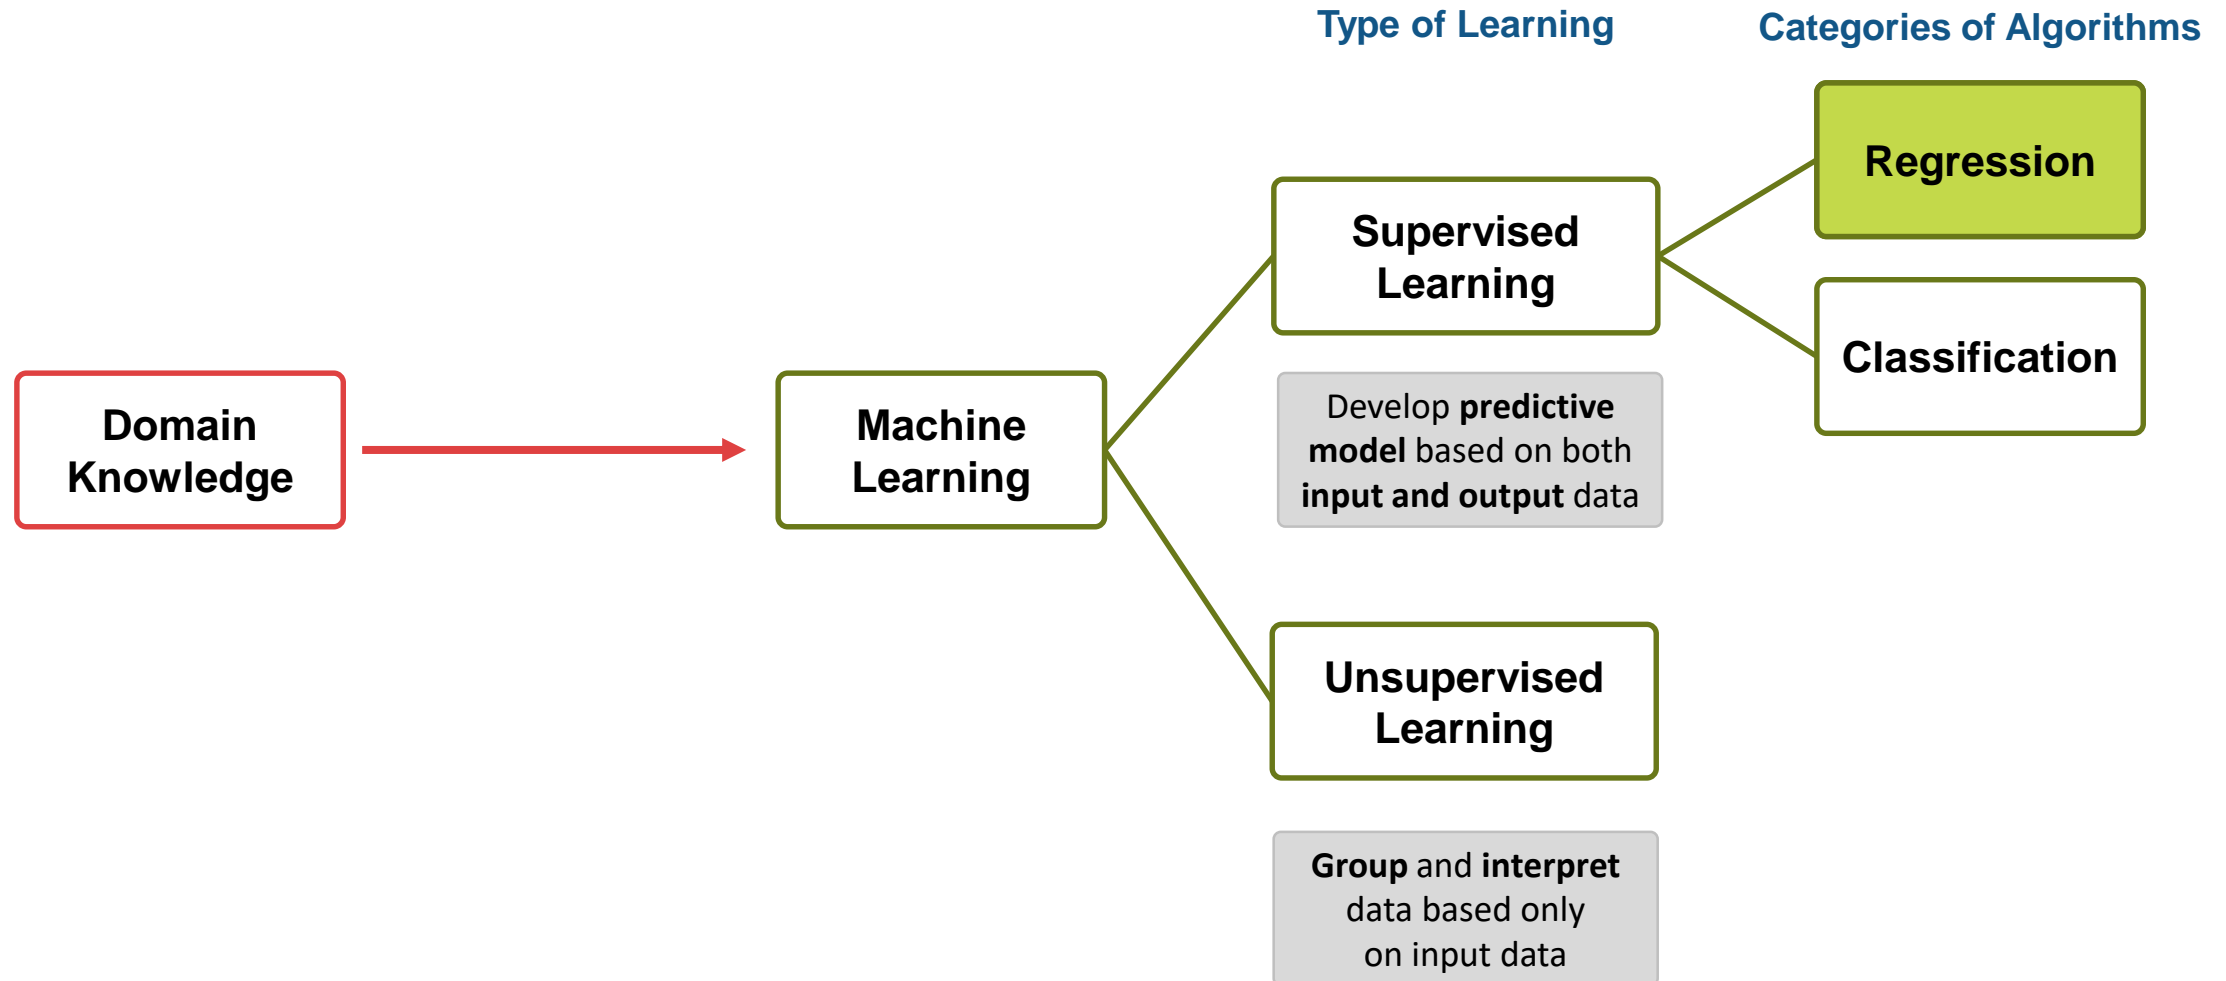 Type of Learning
Categories of Algorithms
Regression
Supervised
Learning
Classification
Develop predictive
model based on both
input and output data
Domain
Knowledge
Machine
Learning
Unsupervised
Learning
Group and interpret
data based only
on input data